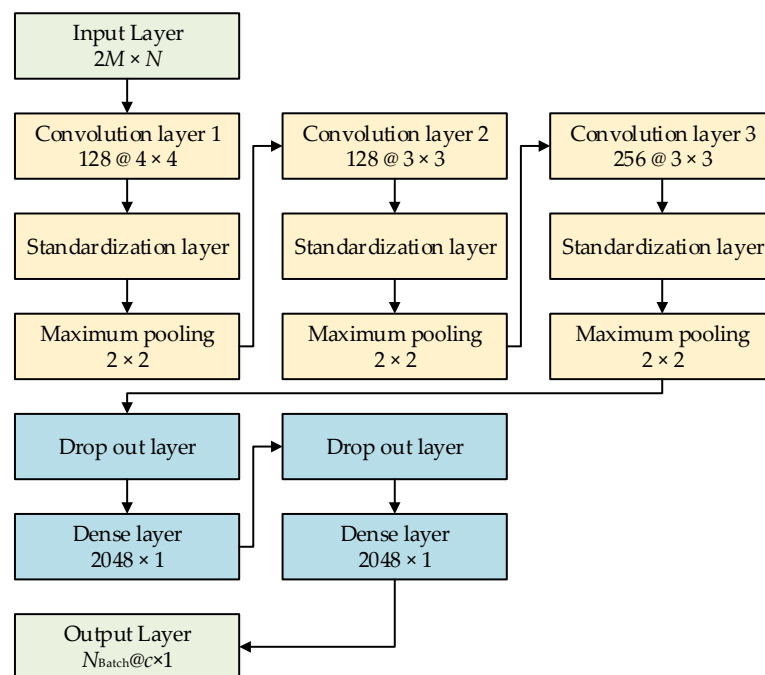 Input Layer
2M × N
Convolution layer 1
128 @ 4 × 4
Standardization layer
Maximum pooling
2 × 2
Convolution layer 2
128 @ 3 × 3
Standardization layer
Maximum pooling
2 × 2
Convolution layer 3
256 @ 3 × 3
Standardization layer
Maximum pooling
2 × 2
Drop out layer
Dense layer
2048 × 1
Drop out layer
Dense layer
2048 × 1
Output Layer
NBatch@c×1